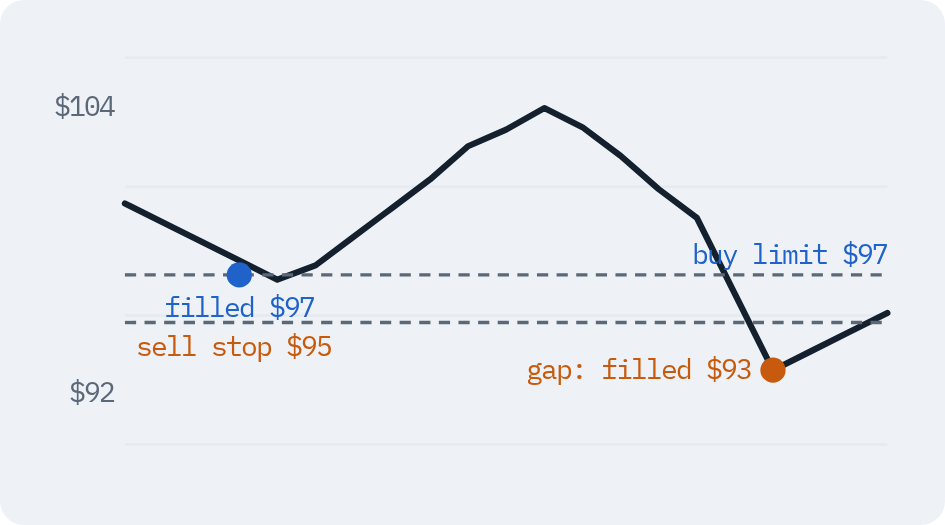 $104
buy limit $97
filled $97
sell stop $95
gap: filled $93
$92